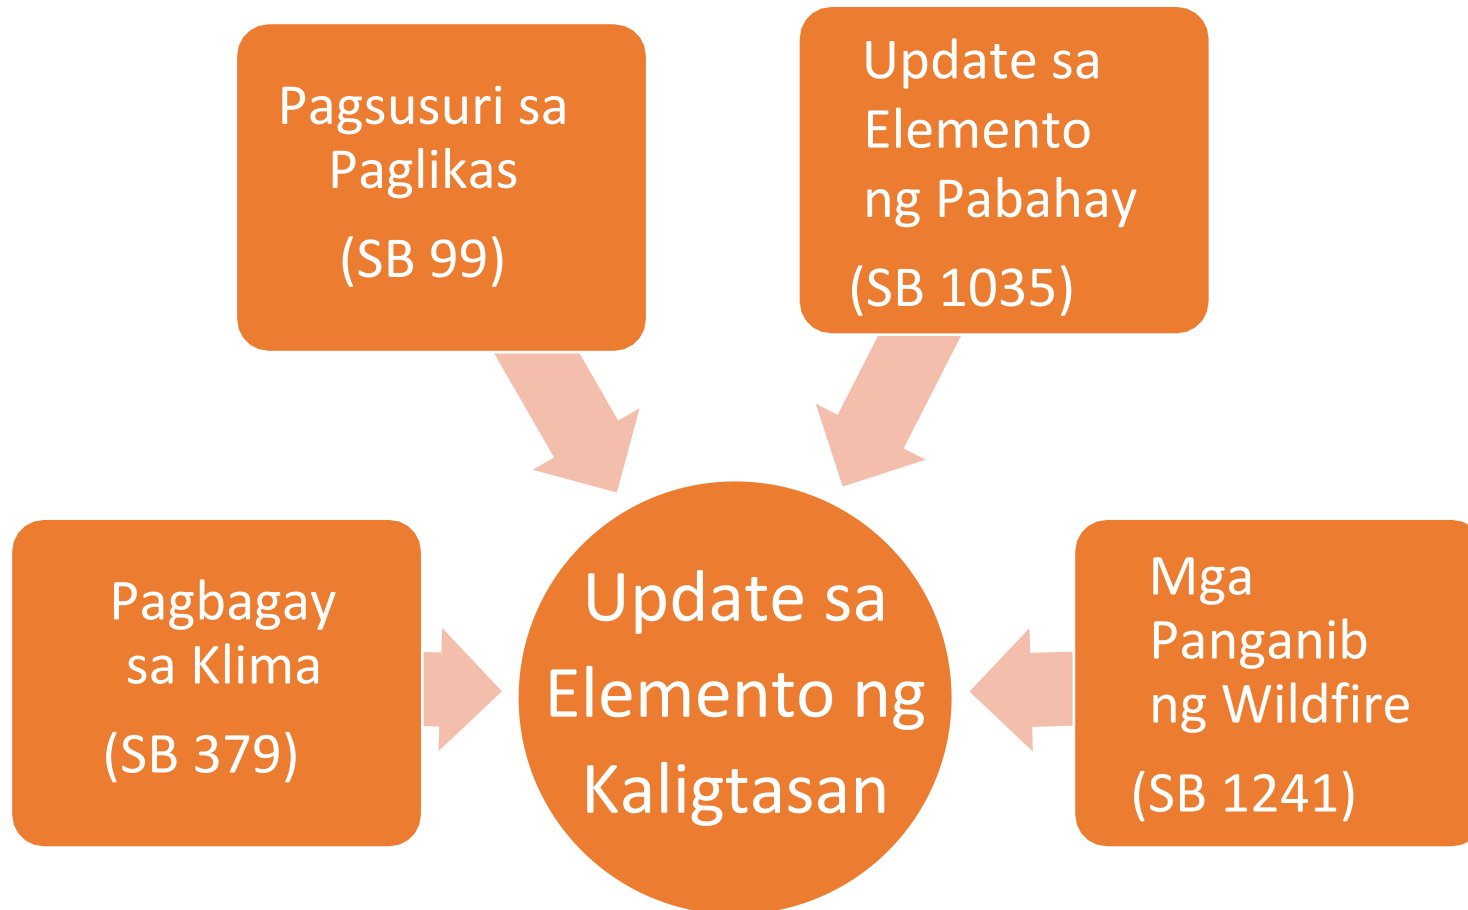 Pagsusuri sa
Paglikas
(SB 99)
Update sa
Elemento
ng Pabahay
(SB 1035)
Pagbagay
sa Klima
(SB 379)
Update sa
Elemento ng
Kaligtasan
Mga
Panganib
ng Wildfire
(SB 1241)